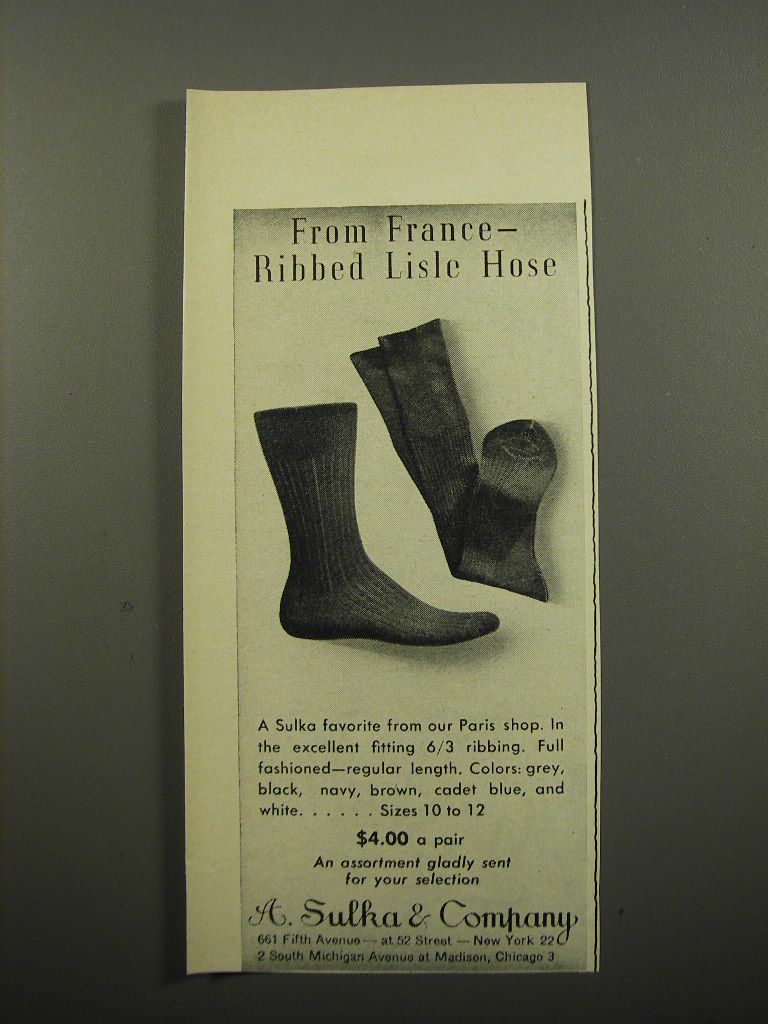 From France—
Ribbed Lisle Hose
A Sulka favorite from our Paris shop. In
the excellent fitting 6/3 ribbing. Full
fashioned—regular length. Colors: grey,
black, navy, brown, cadet blue, and
white. . . . . . Sizes 10 to 12
$4.00 a pair
An assortment gladly sent
for your selection
A. Sulka & Company
661 Fifth Avenue — at 52 Street — New York 22
2 South Michigan Avenue at Madison, Chicago 3